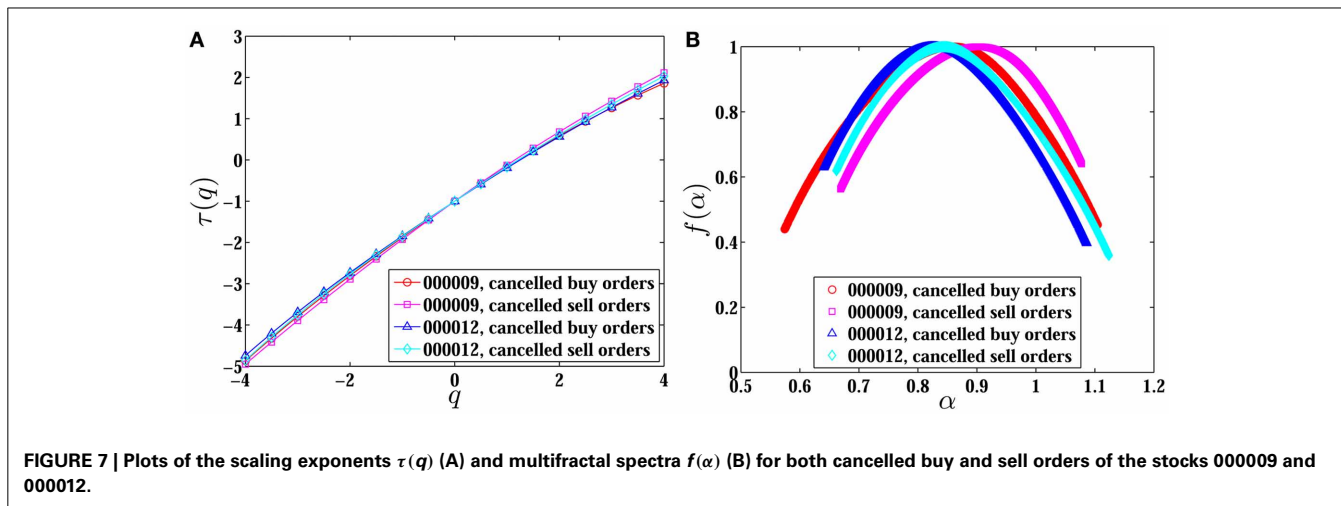 A
3
2
1
0
−1
−2
−3
−4
−5
−4
−2
0
2
4
τ(q)
q
000009, cancelled buy orders
000009, cancelled sell orders
000012, cancelled buy orders
000012, cancelled sell orders
B
1
0.8
0.6
0.4
0.2
0
0.5
0.6
0.7
0.8
0.9
1
1.1
1.2
f(α)
α
000009, cancelled buy orders
000009, cancelled sell orders
000012, cancelled buy orders
000012, cancelled sell orders
FIGURE 7 | Plots of the scaling exponents τ(q) (A) and multifractal spectra f(α) (B) for both cancelled buy and sell orders of the stocks 000009 and
000012.